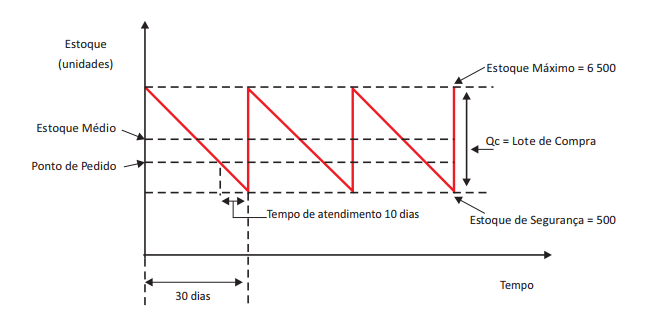 Estoque
(unidades)
Estoque Máximo = 6 500
Estoque Médio
Qc = Lote de Compra
Ponto de Pedido
Tempo de atendimento 10 dias
Estoque de Segurança = 500
Tempo
30 dias